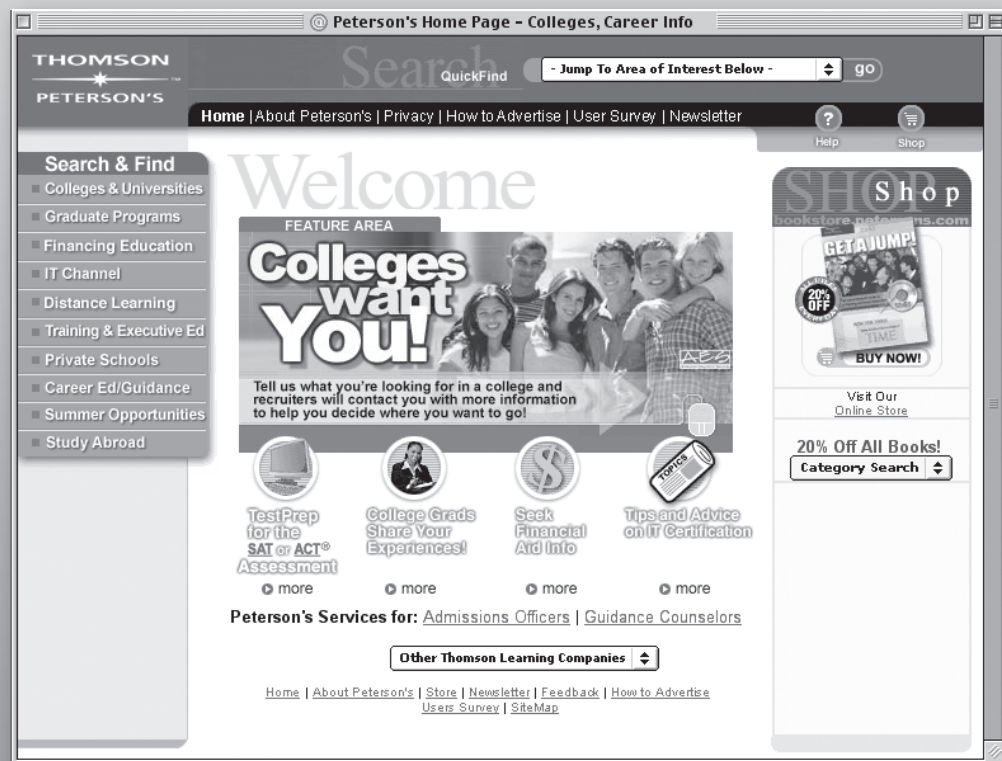 Peterson's Home Page – Colleges, Career Info
THOMSON
PETERSON'S
Search
QuickFind
- Jump To Area of Interest Below -
go
Home | About Peterson's | Privacy | How to Advertise | User Survey | Newsletter
?
Help
Shop
Search & Find
Colleges & Universities
Graduate Programs
Financing Education
IT Channel
Distance Learning
Training & Executive Ed
Private Schools
Career Ed/Guidance
Summer Opportunities
Study Abroad
Welcome
FEATURE AREA
Colleges
want
You!
AES
Tell us what you're looking for in a college and
recruiters will contact you with more information
to help you decide where you want to go!
TestPrep
for the
SAT or ACT®
Assessment
more
College Grads
Share Your
Experiences!
more
$
Seek
Financial
Aid Info
more
TOPICS
Tips and Advice
on IT Certification
more
Peterson's Services for: Admissions Officers | Guidance Counselors
Other Thomson Learning Companies
Home | About Peterson's | Store | Newsletter | Feedback | How to Advertise
Users Survey | SiteMap
SHOP
Shop
bookstore.petersons.com
GET A JUMP!
20%
OFF
TIME
BUY NOW!
Visit Our
Online Store
20% Off All Books!
Category Search